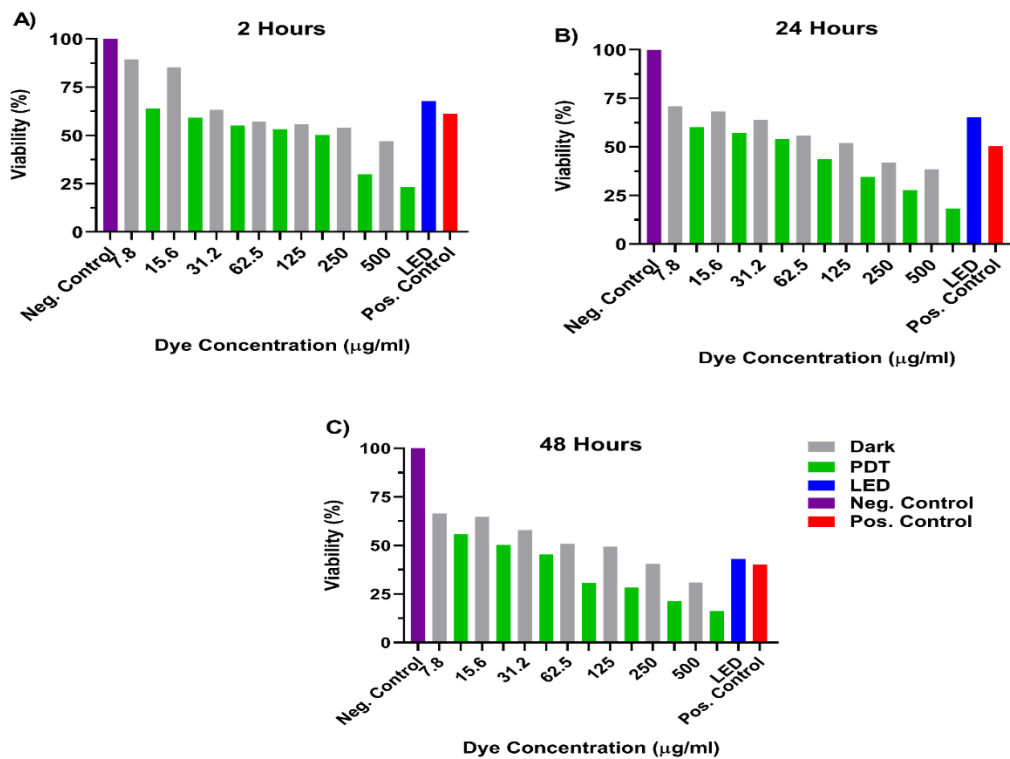 A)
2 Hours
Viability (%)
100
75
50
25
0
Neg. Control
7.8
15.6
31.2
62.5
125
250
500
LED
Pos. Control
Dye Concentration (μg/ml)
B)
24 Hours
Viability (%)
100
75
50
25
0
Neg. Control
7.8
15.6
31.2
62.5
125
250
500
LED
Pos. Control
Dye Concentration (μg/ml)
C)
48 Hours
Viability (%)
100
75
50
25
0
Neg. Control
7.8
15.6
31.2
62.5
125
250
500
LED
Pos. Control
Dye Concentration (μg/ml)
Dark
PDT
LED
Neg. Control
Pos. Control